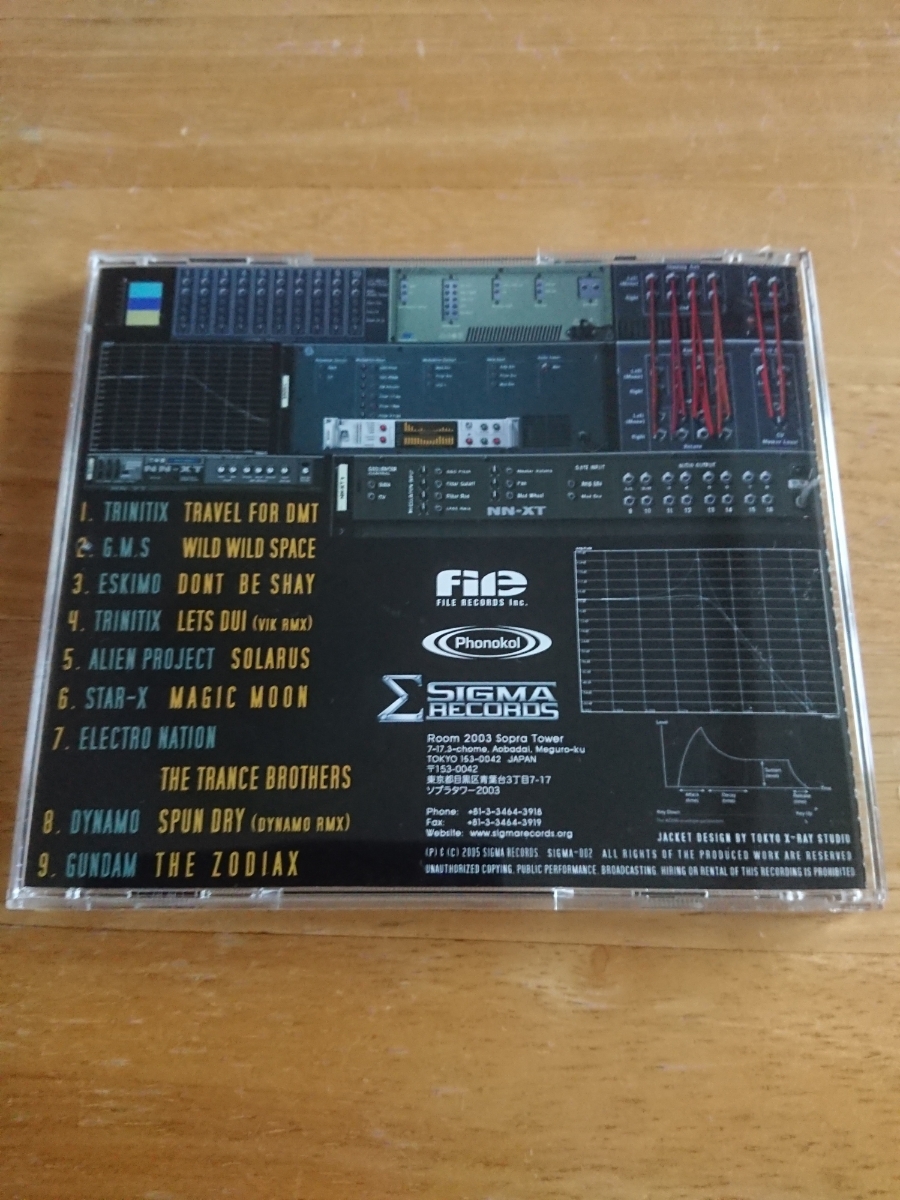 NN-XT
NN-XT
AUDIO OUTPUT
1. TRINITIX TRAVEL FOR DMT
2. G.M.S WILD WILD SPACE
3. ESKIMO DONT BE SHAY
4. TRINITIX LETS DUI (VIK RMX)
5. ALIEN PROJECT SOLARUS
6. STAR-X MAGIC MOON
7. ELECTRO NATION
THE TRANCE BROTHERS
8. DYNAMO SPUN DRY (DYNAMO RMX)
9. GUNDAM THE ZODIAX
File
FILE RECORDS Inc.
Phonokol
Σ SIGMA
RECORDS
Room 2003 Sopra Tower
7-17,3-chome, Aobadai, Meguro-ku
TOKYO 153-0042 JAPAN
〒153-0042
東京都目黒区青葉台3丁目7-17
ソプラタワー2003
Phone: +81-3-3464-3918
Fax: +81-3-3464-3919
Website: www.sigmarecords.org
Level
JACKET DESIGN BY TOKYO X-RAY STUDIO
(P) & (C) 2005 SIGMA RECORDS. SIGMA-002 ALL RIGHTS OF THE PRODUCED WORK ARE RESERVED
UNAUTHORIZED COPYING, PUBLIC PERFORMANCE, BROADCASTING, HIRING OR RENTAL OF THIS RECORDING IS PROHIBITED